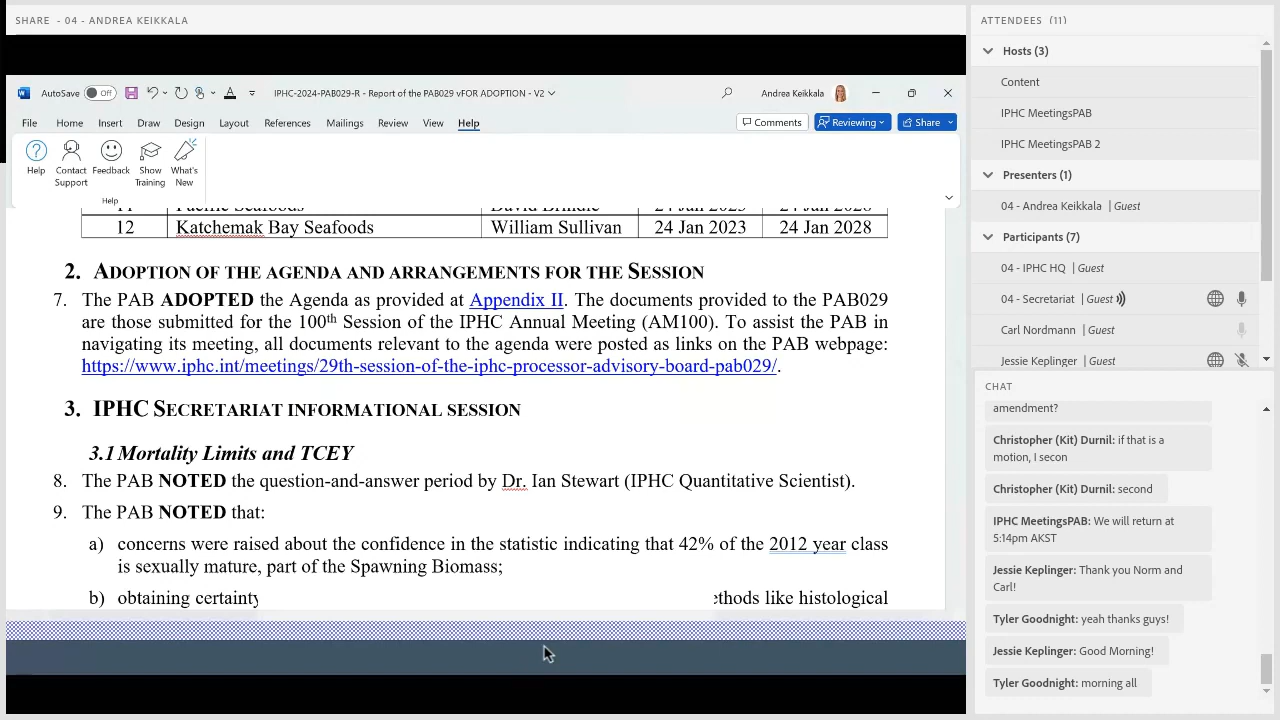 SHARE - 04 - ANDREA KEIKKALA
AutoSave Off
IPHC-2024-PAB029-R - Report of the PAB029 vFOR ADOPTION - V2
Andrea Keikkala
File Home Insert Draw Design Layout References Mailings Review View Help
Comments Reviewing Share
Help Contact Support Feedback Show Training What's New
Help
12 Katchemak Bay Seafoods William Sullivan 24 Jan 2023 24 Jan 2028
2. ADOPTION OF THE AGENDA AND ARRANGEMENTS FOR THE SESSION
7. The PAB ADOPTED the Agenda as provided at Appendix II. The documents provided to the PAB029
are those submitted for the 100th Session of the IPHC Annual Meeting (AM100). To assist the PAB in
navigating its meeting, all documents relevant to the agenda were posted as links on the PAB webpage:
https://www.iphc.int/meetings/29th-session-of-the-iphc-processor-advisory-board-pab029/.
3. IPHC SECRETARIAT INFORMATIONAL SESSION
3.1 Mortality Limits and TCEY
8. The PAB NOTED the question-and-answer period by Dr. Ian Stewart (IPHC Quantitative Scientist).
9. The PAB NOTED that:
a) concerns were raised about the confidence in the statistic indicating that 42% of the 2012 year class
is sexually mature, part of the Spawning Biomass;
b) obtaining certainty like histological
ATTENDEES (11)
Hosts (3)
Content
IPHC MeetingsPAB
IPHC MeetingsPAB 2
Presenters (1)
04 - Andrea Keikkala | Guest
Participants (7)
04 - IPHC HQ | Guest
04 - Secretariat | Guest
Carl Nordmann | Guest
Jessie Keplinger | Guest
CHAT
amendment?
Christopher (Kit) Durnil: if that is a
motion, I secon
Christopher (Kit) Durnil: second
IPHC MeetingsPAB: We will return at
5:14pm AKST
Jessie Keplinger: Thank you Norm and
Carl!
Tyler Goodnight: yeah thanks guys!
Jessie Keplinger: Good Morning!
Tyler Goodnight: morning all